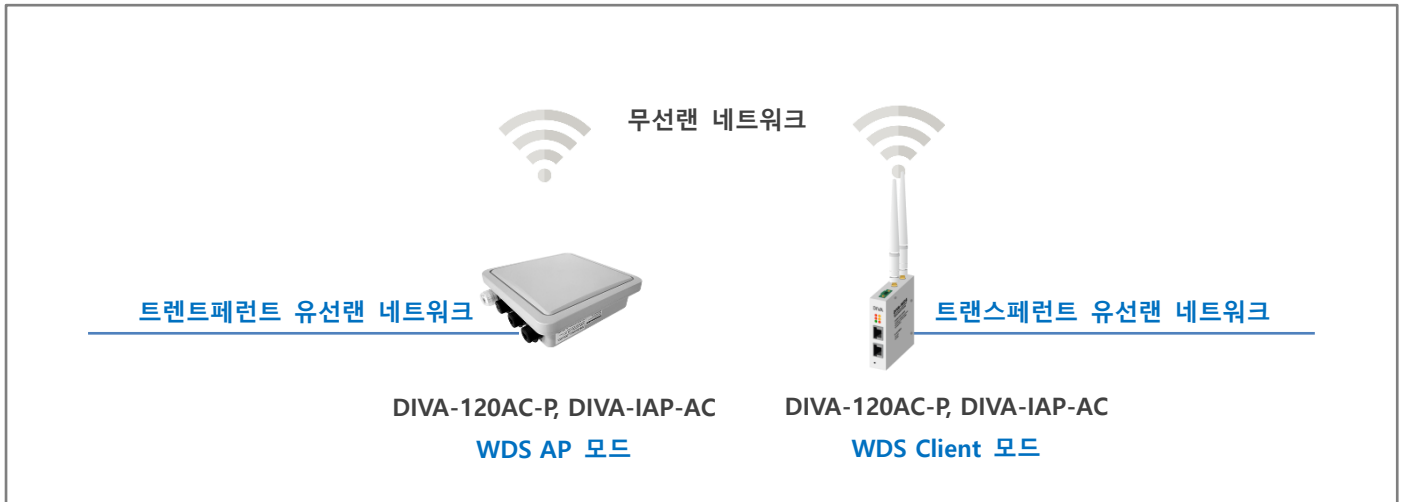 무선랜 네트워크
트렌트페런트 유선랜 네트워크
트랜스페런트 유선랜 네트워크
DIVA
DIVA-120AC-P, DIVA-IAP-AC
DIVA-120AC-P, DIVA-IAP-AC
WDS AP 모드
WDS Client 모드